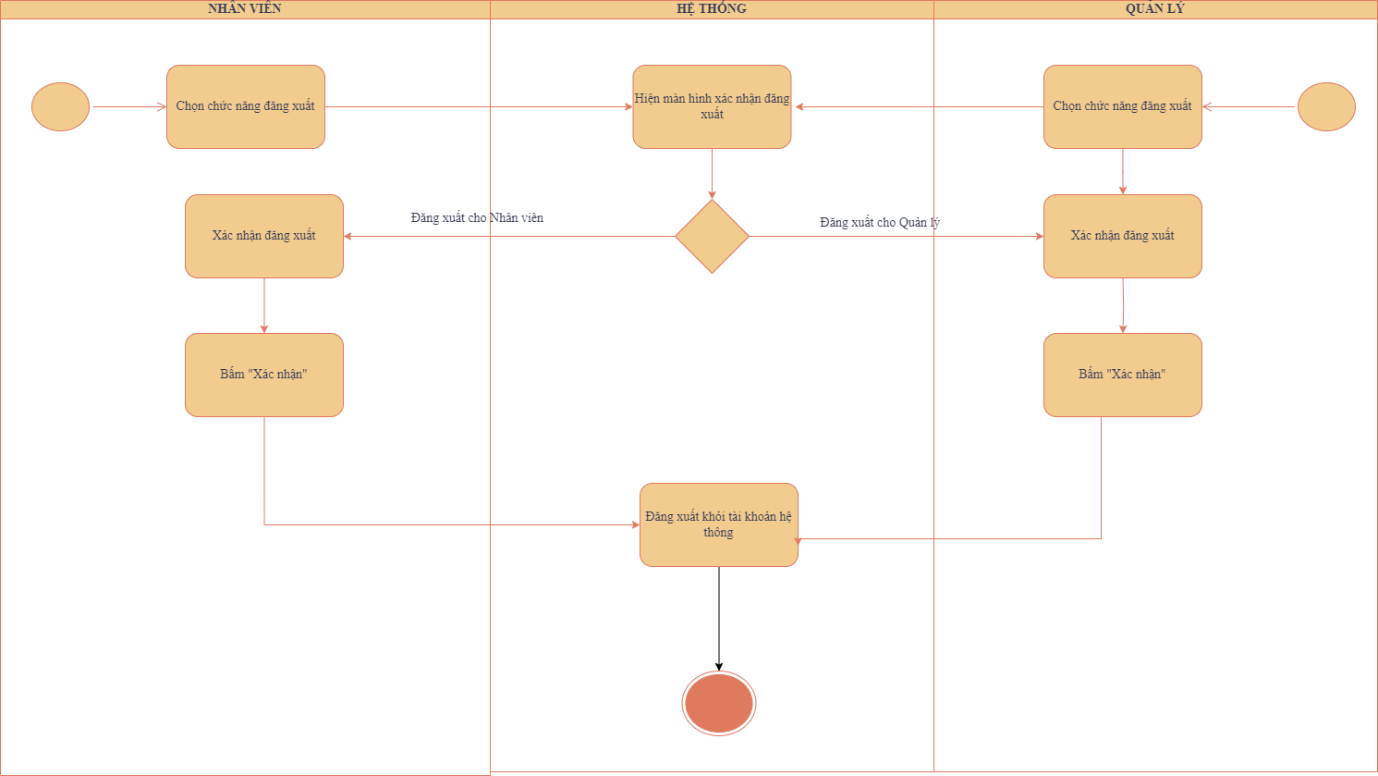 NHÂN VIÊN
HỆ THỐNG
QUẢN LÝ
Chọn chức năng đăng xuất
Hiện màn hình xác nhận đăng
xuất
Chọn chức năng đăng xuất
Đăng xuất cho Nhân viên
Đăng xuất cho Quản lý
Xác nhận đăng xuất
Xác nhận đăng xuất
Bấm "Xác nhận"
Bấm "Xác nhận"
Đăng xuất khỏi tài khoản hệ
thông